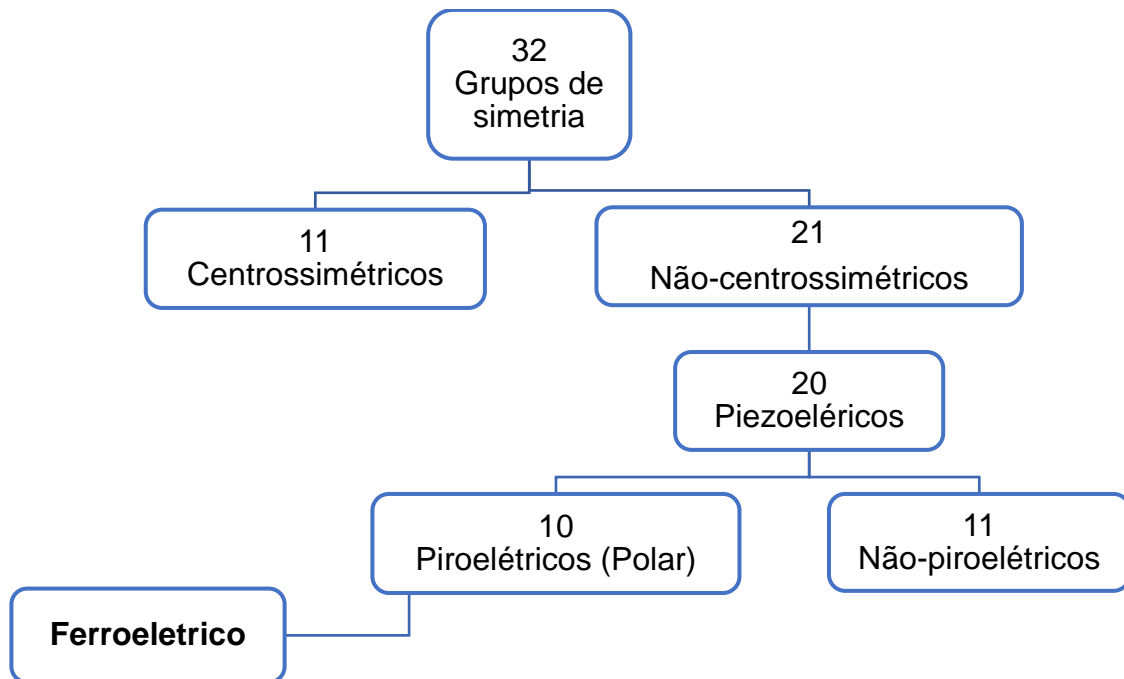 32
Grupos de
simetria
11
Centrossimétricos
21
Não-centrossimétricos
20
Piezoeléricos
10
Piroelétricos (Polar)
11
Não-piroelétricos
Ferroeletrico